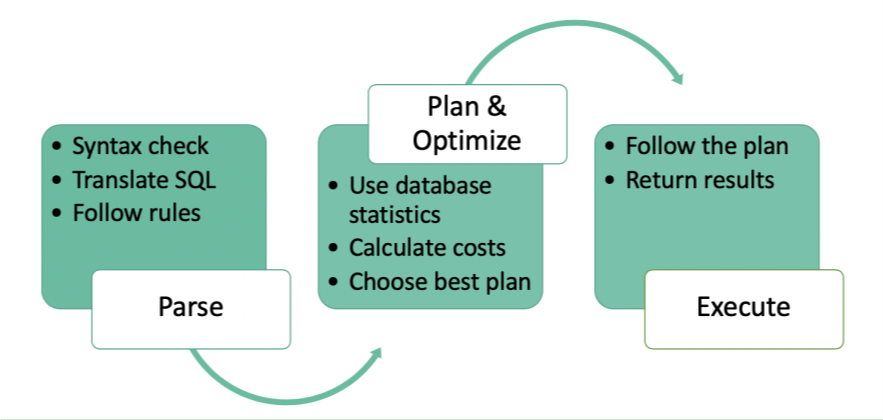 • Syntax check
• Translate SQL
• Follow rules
Parse
Plan &
Optimize
• Use database
statistics
• Calculate costs
• Choose best plan
• Follow the plan
• Return results
Execute